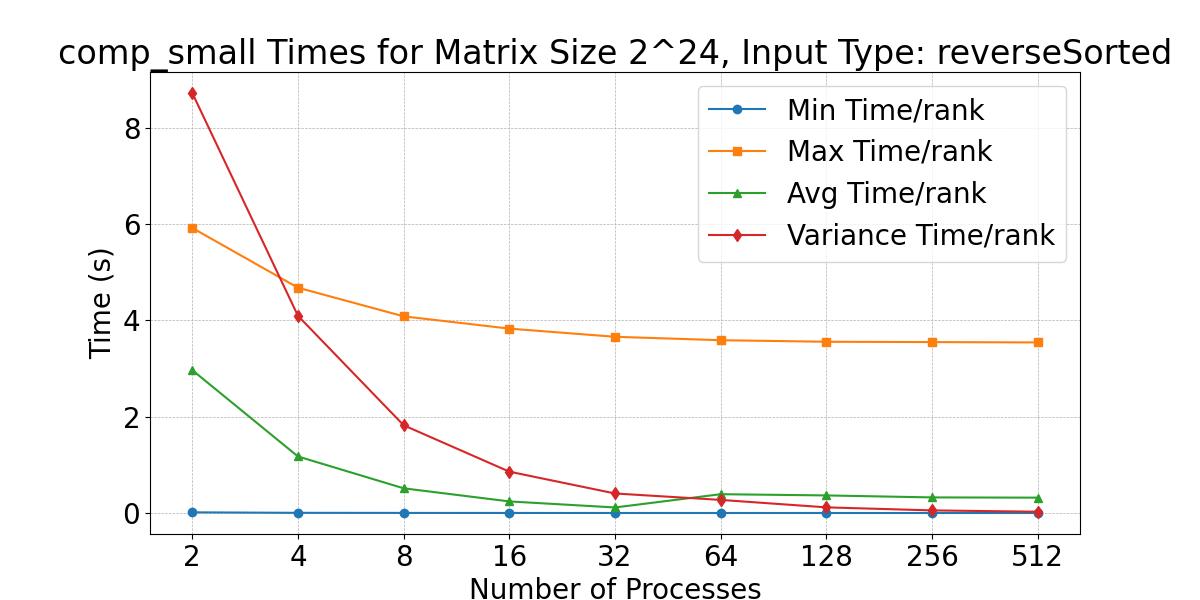 comp_small Times for Matrix Size 2^24, Input Type: reverseSorted
Min Time/rank
Max Time/rank
Avg Time/rank
Variance Time/rank
Time (s)
8
6
4
2
0
2 4 8 16 32 64 128 256 512
Number of Processes